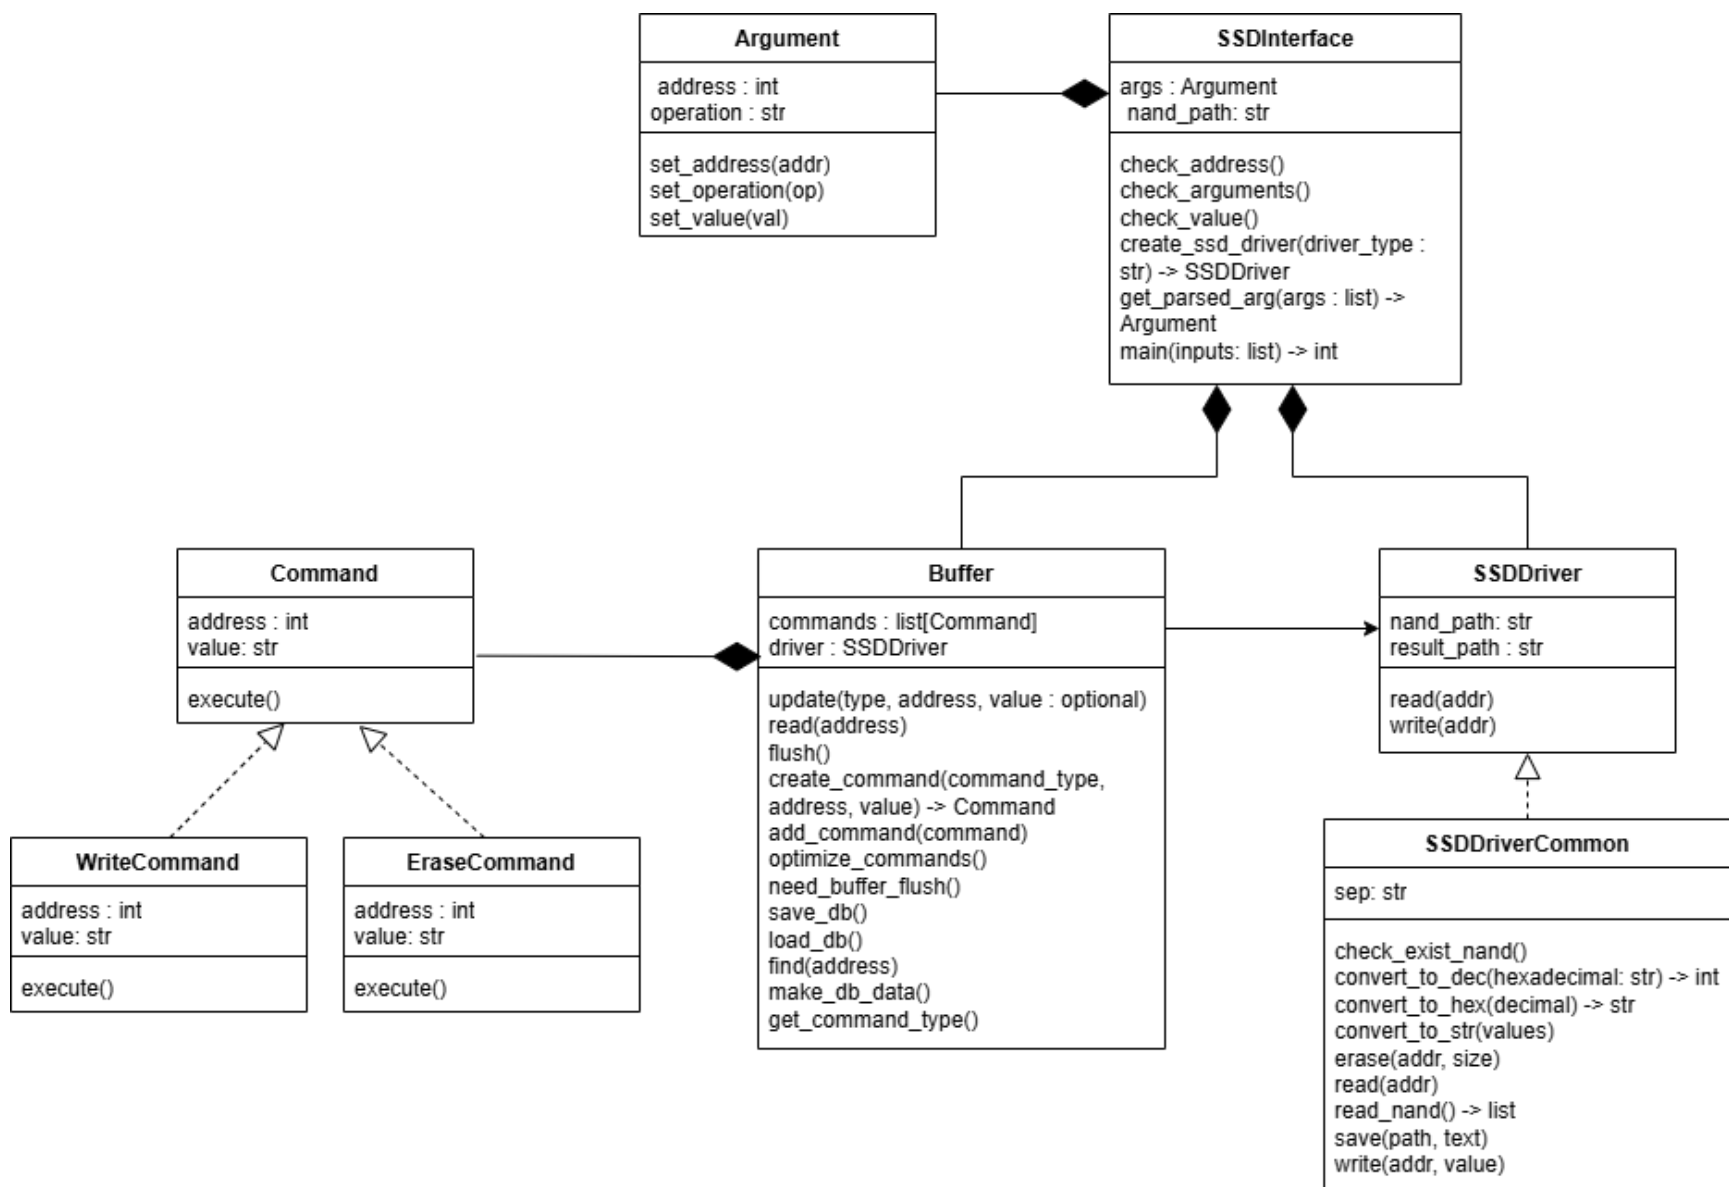 Argument
address : int
operation : str
set_address(addr)
set_operation(op)
set_value(val)
SSDInterface
args : Argument
nand_path: str
check_address()
check_arguments()
check_value()
create_ssd_driver(driver_type :
str) -> SSDDriver
get_parsed_arg(args : list) ->
Argument
main(inputs: list) -> int
Command
address : int
value: str
execute()
Buffer
commands : list[Command]
driver : SSDDriver
update(type, address, value : optional)
read(address)
flush()
create_command(command_type,
address, value) -> Command
add_command(command)
optimize_commands()
need_buffer_flush()
save_db()
load_db()
find(address)
make_db_data()
get_command_type()
SSDDriver
nand_path: str
result_path : str
read(addr)
write(addr)
WriteCommand
address : int
value: str
execute()
EraseCommand
address : int
value: str
execute()
SSDDriverCommon
sep: str
check_exist_nand()
convert_to_dec(hexadecimal: str) -> int
convert_to_hex(decimal) -> str
convert_to_str(values)
erase(addr, size)
read(addr)
read_nand() -> list
save(path, text)
write(addr, value)